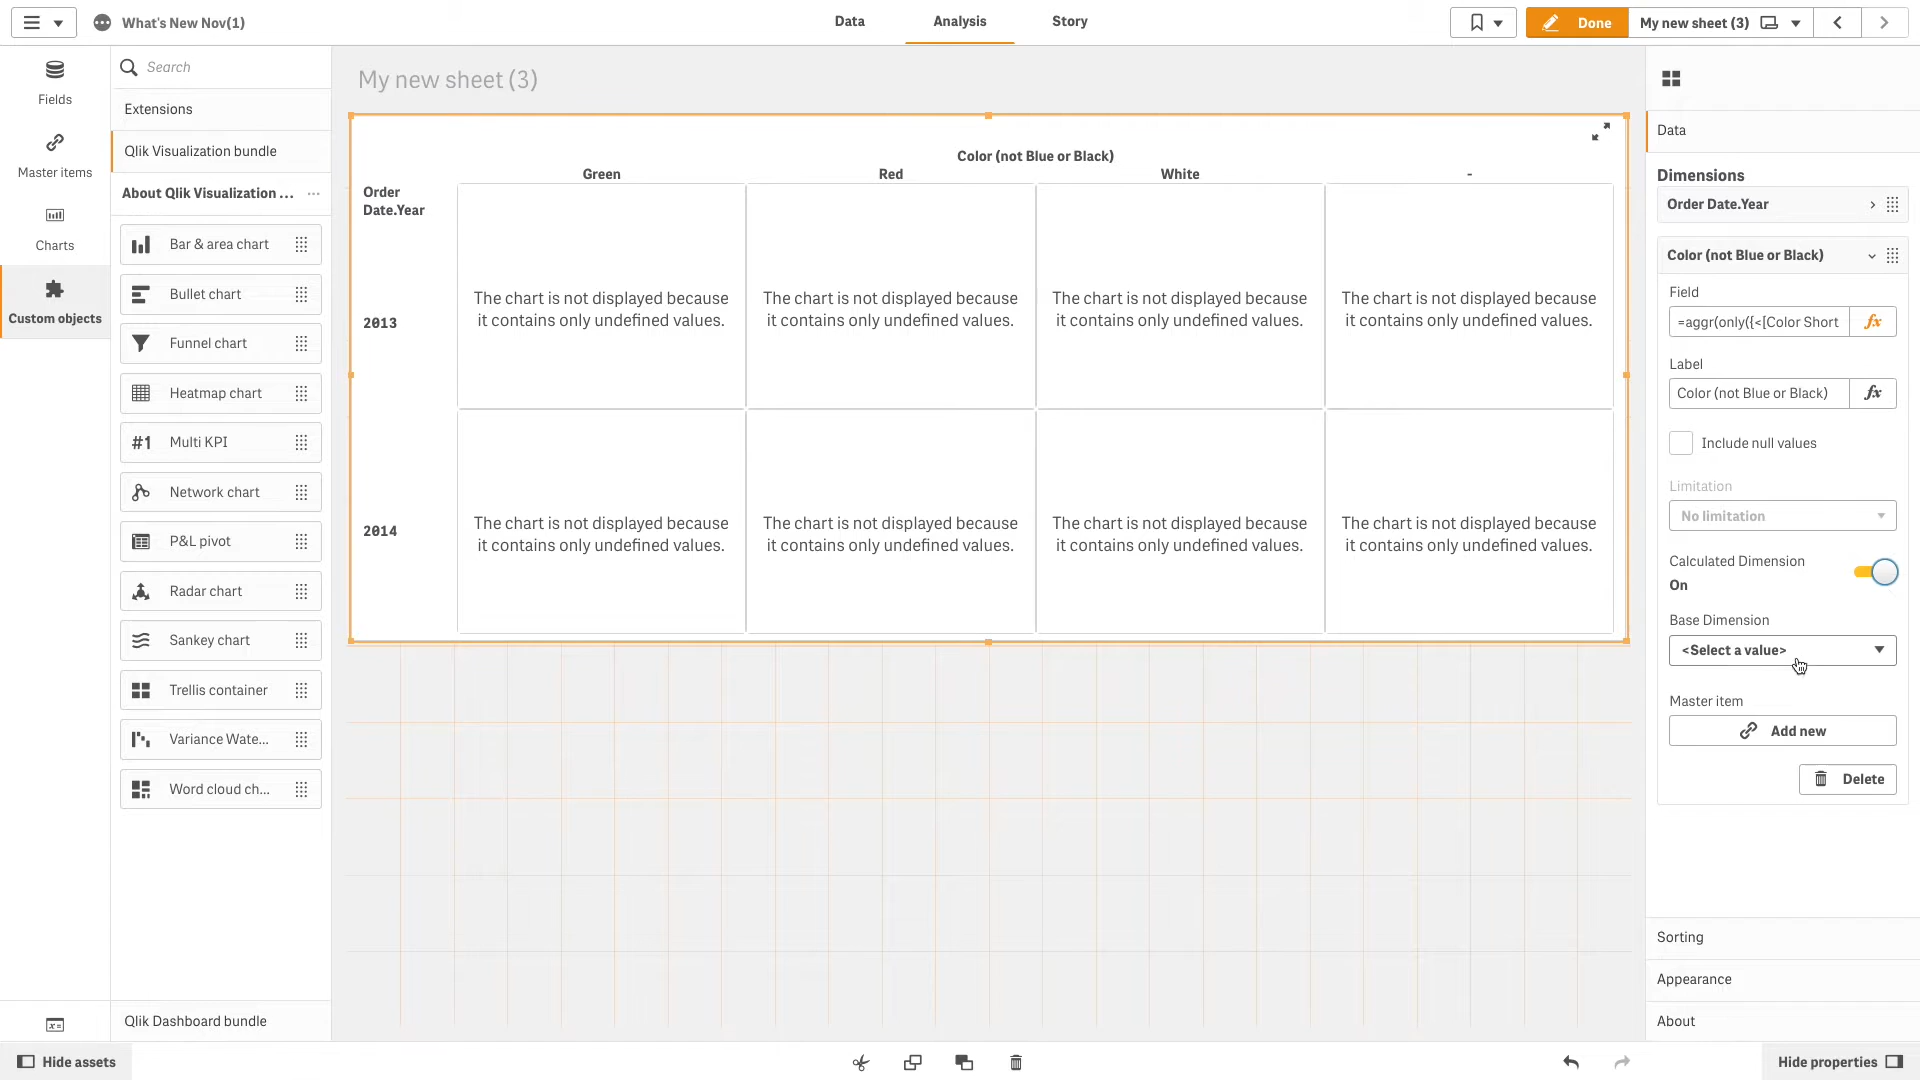 What's New Nov(1)
Data
Analysis
Story
Done
My new sheet (3)
Fields
Master items
Charts
Custom objects
Search
Extensions
Qlik Visualization bundle
About Qlik Visualization ...
Bar & area chart
Bullet chart
Funnel chart
Heatmap chart
#1 Multi KPI
Network chart
P&L pivot
Radar chart
Sankey chart
Trellis container
Variance Wate...
Word cloud ch...
Qlik Dashboard bundle
My new sheet (3)
Color (not Blue or Black)
Green
Red
White
-
Order
Date.Year
2013
The chart is not displayed because
it contains only undefined values.
The chart is not displayed because
it contains only undefined values.
The chart is not displayed because
it contains only undefined values.
The chart is not displayed because
it contains only undefined values.
2014
The chart is not displayed because
it contains only undefined values.
The chart is not displayed because
it contains only undefined values.
The chart is not displayed because
it contains only undefined values.
The chart is not displayed because
it contains only undefined values.
Data
Dimensions
Order Date.Year
Color (not Blue or Black)
Field
=aggr(only({<[Color Short
fx
Label
Color (not Blue or Black)
fx
Include null values
Limitation
No limitation
Calculated Dimension
On
Base Dimension
<Select a value>
Master item
Add new
Delete
Sorting
Appearance
About
Hide assets
Hide properties